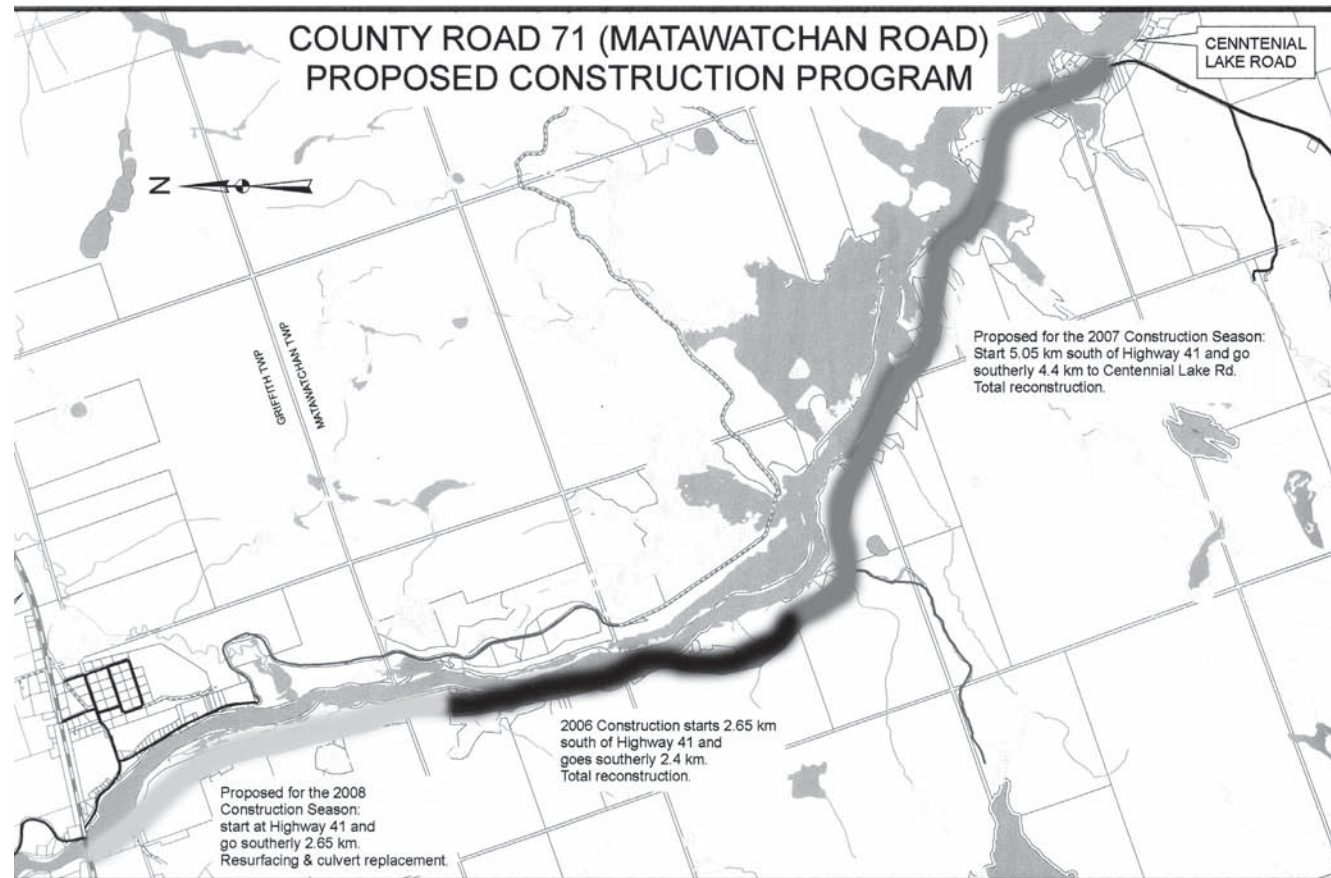 COUNTY ROAD 71 (MATAWATCHAN ROAD)
PROPOSED CONSTRUCTION PROGRAM
CENNTENIAL
LAKE ROAD
N
GRIFFITH TWP
MATAWATCHAN TWP
Proposed for the 2007 Construction Season:
Start 5.05 km south of Highway 41 and go
southerly 4.4 km to Centennial Lake Rd.
Total reconstruction.
2006 Construction starts 2.65 km
south of Highway 41 and
goes southerly 2.4 km.
Total reconstruction.
Proposed for the 2008
Construction Season:
start at Highway 41 and
go southerly 2.65 km.
Resurfacing & culvert replacement.